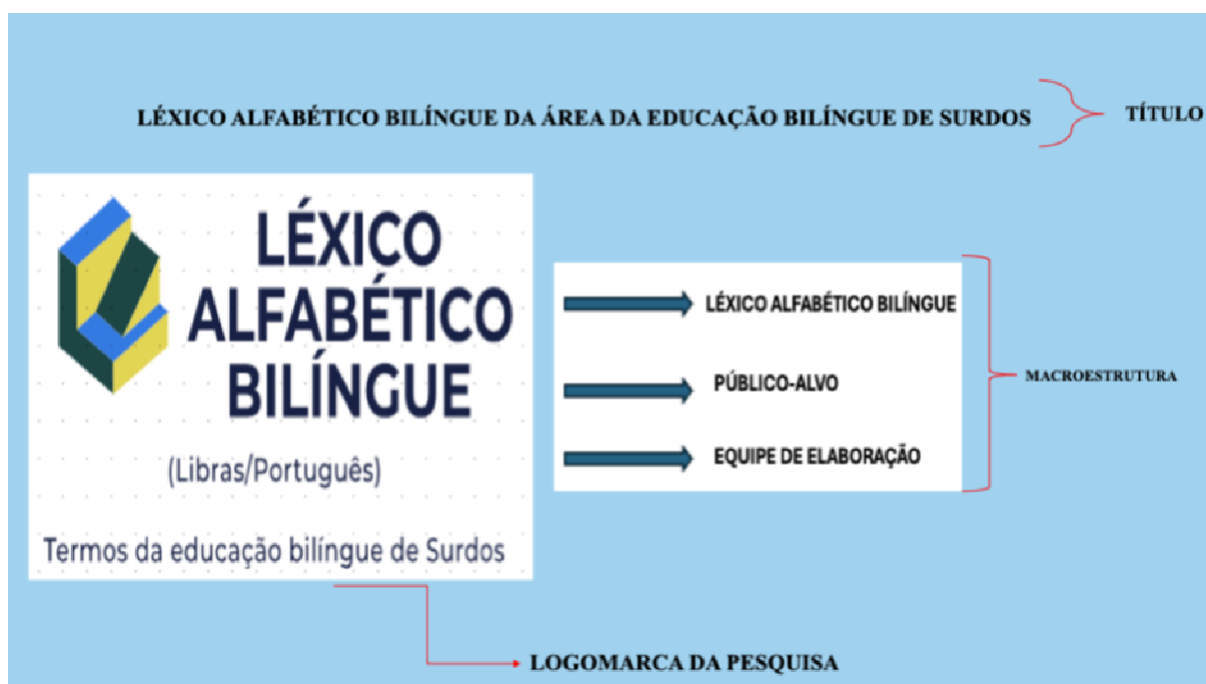 LÉXICO ALFABÉTICO BILÍNGUE DA ÁREA DA EDUCAÇÃO BILÍNGUE DE SURDOS
TÍTULO
LÉXICO
ALFABÉTICO
BILÍNGUE
(Libras/Português)
Termos da educação bilíngue de Surdos
LÉXICO ALFABÉTICO BILÍNGUE
PÚBLICO-ALVO
EQUIPE DE ELABORAÇÃO
MACROESTRUTURA
LOGOMARCA DA PESQUISA